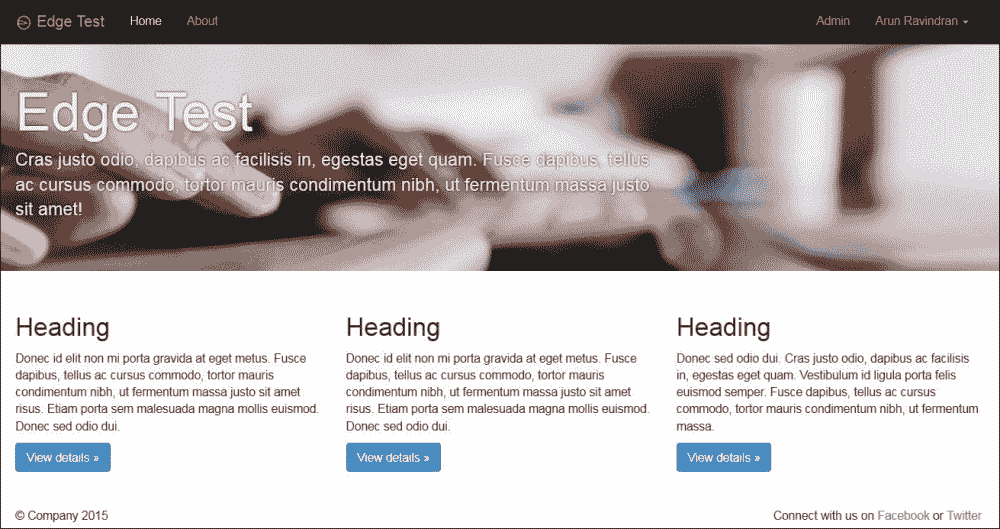 Edge Test Home About Admin Arun Ravindran
Edge Test
Cras justo odio, dapibus ac facilisis in, egestas eget quam. Fusce dapibus, tellus
ac cursus commodo, tortor mauris condimentum nibh, ut fermentum massa justo
sit amet!
Heading
Donec id elit non mi porta gravida at eget metus. Fusce
dapibus, tellus ac cursus commodo, tortor mauris
condimentum nibh, ut fermentum massa justo sit amet
risus. Etiam porta sem malesuada magna mollis euismod.
Donec sed odio dui.
View details »
Heading
Donec id elit non mi porta gravida at eget metus. Fusce
dapibus, tellus ac cursus commodo, tortor mauris
condimentum nibh, ut fermentum massa justo sit amet
risus. Etiam porta sem malesuada magna mollis euismod.
Donec sed odio dui.
View details »
Heading
Donec sed odio dui. Cras justo odio, dapibus ac facilisis
in, egestas eget quam. Vestibulum id ligula porta felis
euismod semper. Fusce dapibus, tellus ac cursus
commodo, tortor mauris condimentum nibh, ut fermentum
massa.
View details »
© Company 2015 Connect with us on Facebook or Twitter